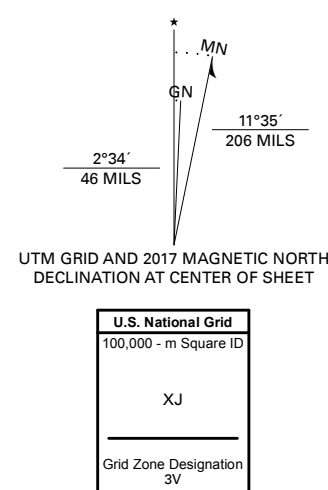 ★
MN
GN
11°35´
206 MILS
2°34´
46 MILS
UTM GRID AND 2017 MAGNETIC NORTH
DECLINATION AT CENTER OF SHEET
U.S. National Grid
100,000 - m Square ID
XJ
Grid Zone Designation
3V